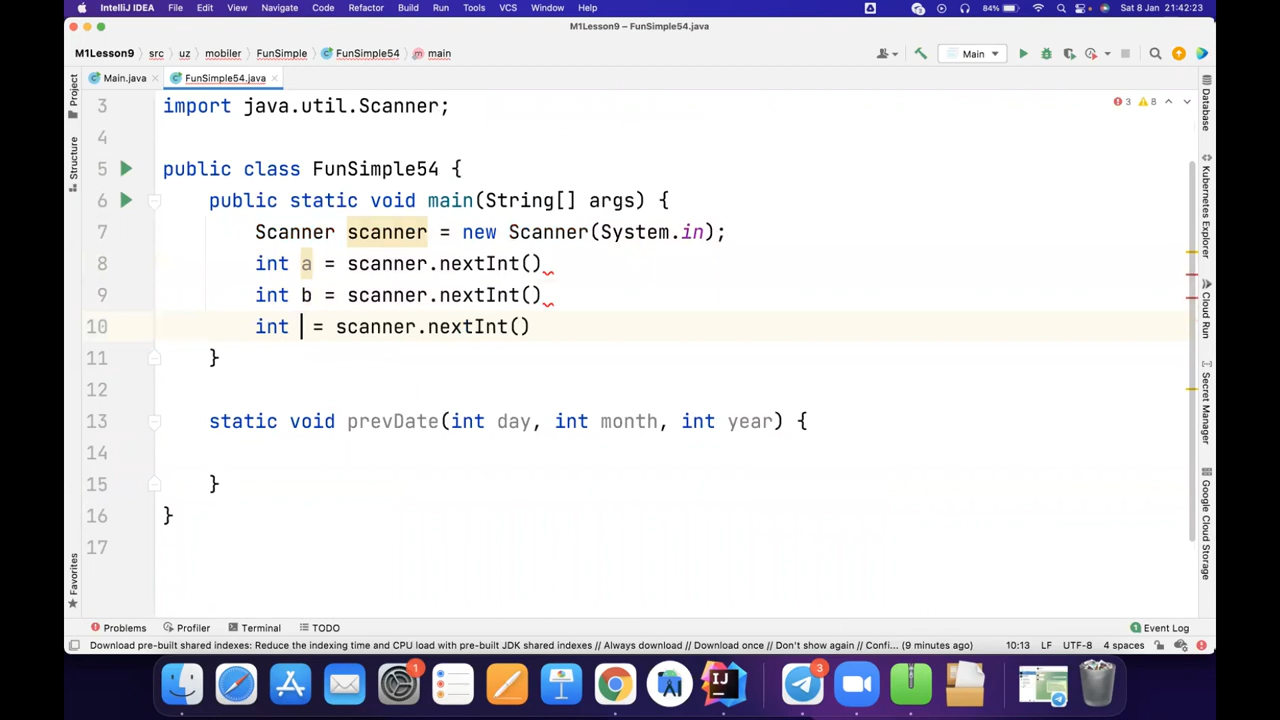 IntelliJ IDEA File Edit View Navigate Code Refactor Build Run Tools VCS Window Help 84% Sat 8 Jan 21:42:23
M1Lesson9 – FunSimple54.java
M1Lesson9 src uz mobiler FunSimple FunSimple54 main Main
Main.java FunSimple54.java
3 import java.util.Scanner;
3 8
4
5 public class FunSimple54 {
6 public static void main(String[] args) {
7 Scanner scanner = new Scanner(System.in);
8 int a = scanner.nextInt()
9 int b = scanner.nextInt()
10 int = scanner.nextInt()
11 }
12
13 static void prevDate(int day, int month, int year) {
14
15 }
16 }
17
Project
Structure
Favorites
Database
Kubernetes Explorer
Cloud Run
Secret Manager
Google Cloud Storage
Problems Profiler Terminal TODO 1 Event Log
Download pre-built shared indexes: Reduce the indexing time and CPU load with pre-built JDK shared indexes // Always download // Download once // Don't show again // Confi... (9 minutes ago) 10:13 LF UTF-8 4 spaces
1 3